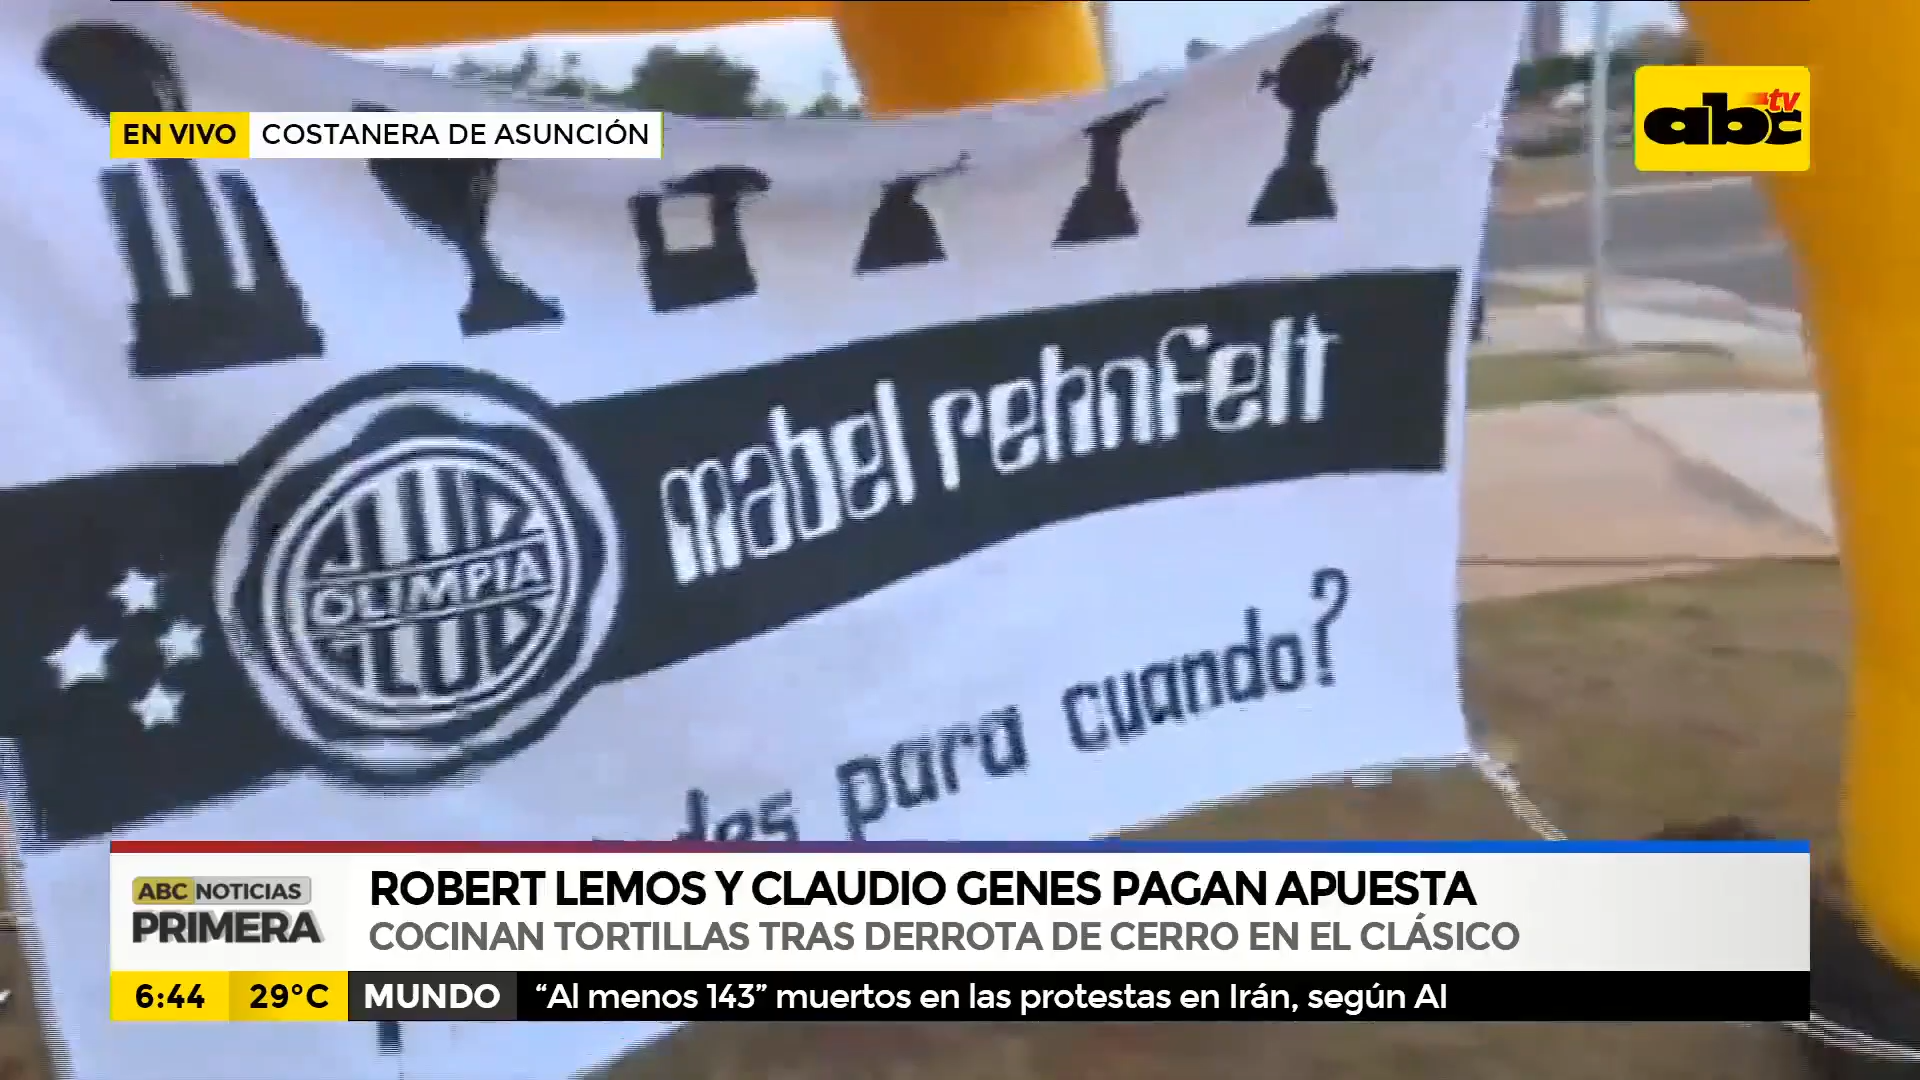 EN VIVO COSTANERA DE ASUNCIÓN
abc tv
mabel rehnfelt
OLIMPIA
para cuando?
ABC NOTICIAS
PRIMERA
ROBERT LEMOS Y CLAUDIO GENES PAGAN APUESTA
COCINAN TORTILLAS TRAS DERROTA DE CERRO EN EL CLÁSICO
6:44 29°C MUNDO “Al menos 143” muertos en las protestas en Irán, según AI